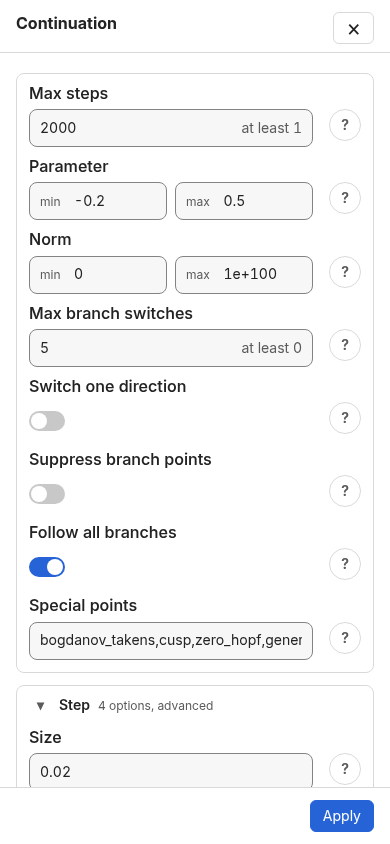 Continuation
×
Max steps
2000 at least 1 ?
Parameter
min -0.2 max 0.5 ?
Norm
min 0 max 1e+100 ?
Max branch switches
5 at least 0 ?
Switch one direction
?
Suppress branch points
?
Follow all branches
?
Special points
bogdanov_takens,cusp,zero_hopf,gener ?
▼ Step 4 options, advanced
Size
0.02 ?
Apply